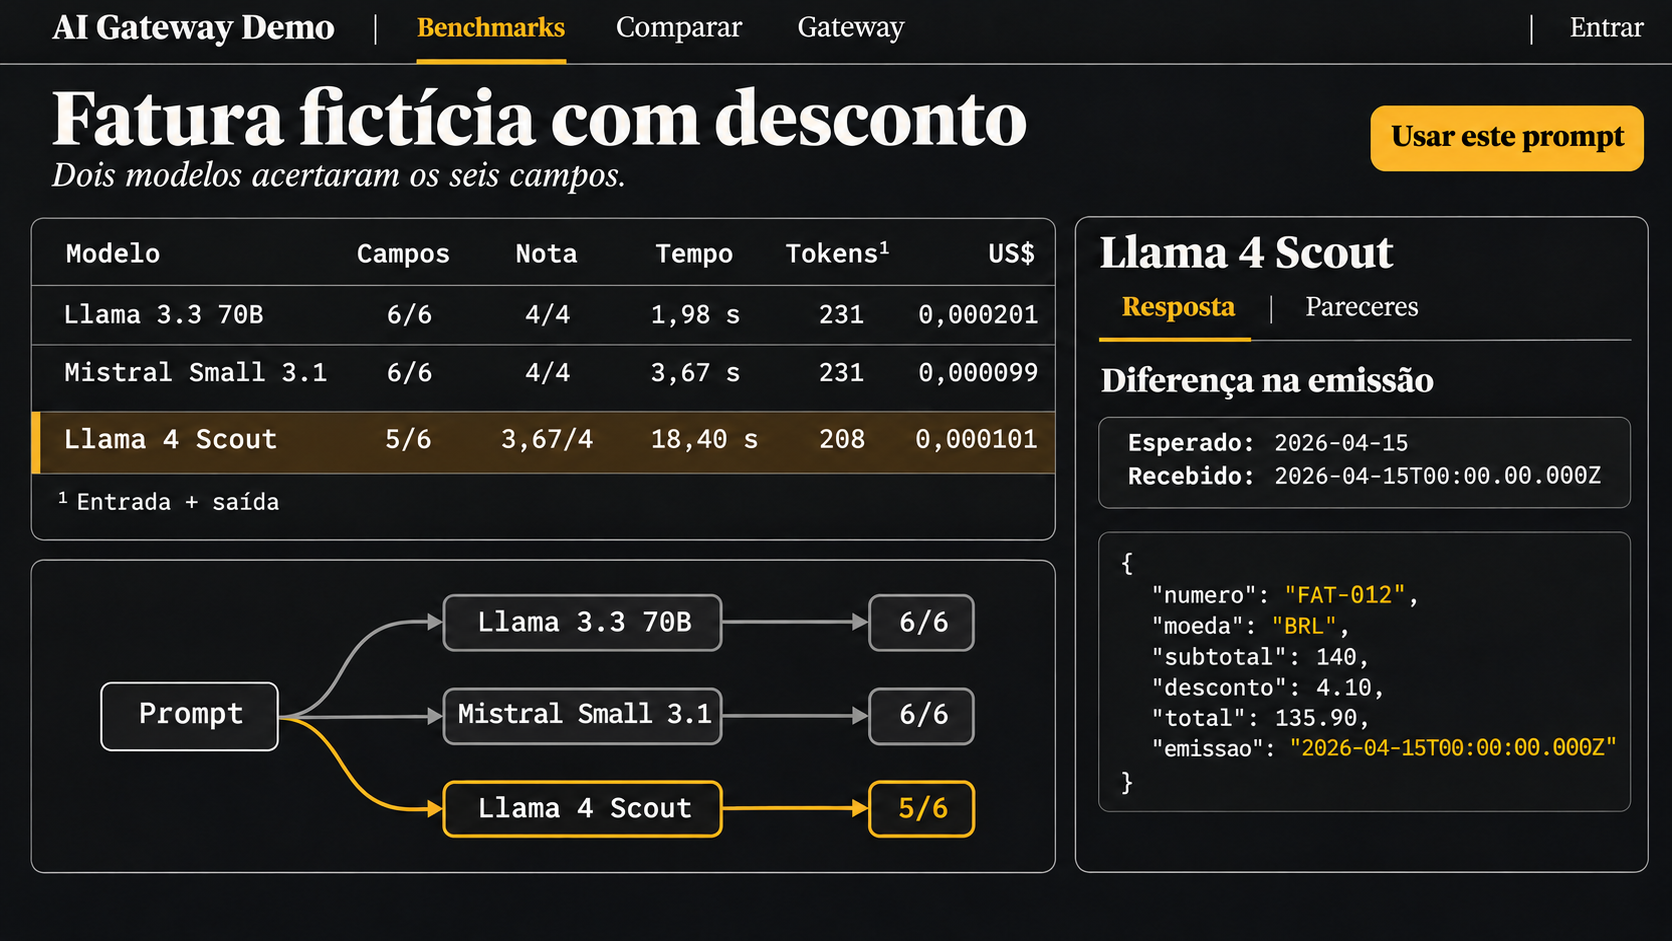 AI Gateway Demo | Benchmarks Comparar Gateway | Entrar
Fatura fictícia com desconto
Dois modelos acertaram os seis campos.
Usar este prompt
Modelo Campos Nota Tempo Tokens¹ US$
Llama 3.3 70B 6/6 4/4 1,98 s 231 0,000201
Mistral Small 3.1 6/6 4/4 3,67 s 231 0,000099
Llama 4 Scout 5/6 3,67/4 18,40 s 208 0,000101
¹ Entrada + saída
Prompt
Llama 3.3 70B 6/6
Mistral Small 3.1 6/6
Llama 4 Scout 5/6
Llama 4 Scout
Resposta | Pareceres
Diferença na emissão
Esperado: 2026-04-15
Recebido: 2026-04-15T00:00.00.000Z
{
"numero": "FAT-012",
"moeda": "BRL",
"subtotal": 140,
"desconto": 4.10,
"total": 135.90,
"emissao": "2026-04-15T00:00:00.000Z"
}